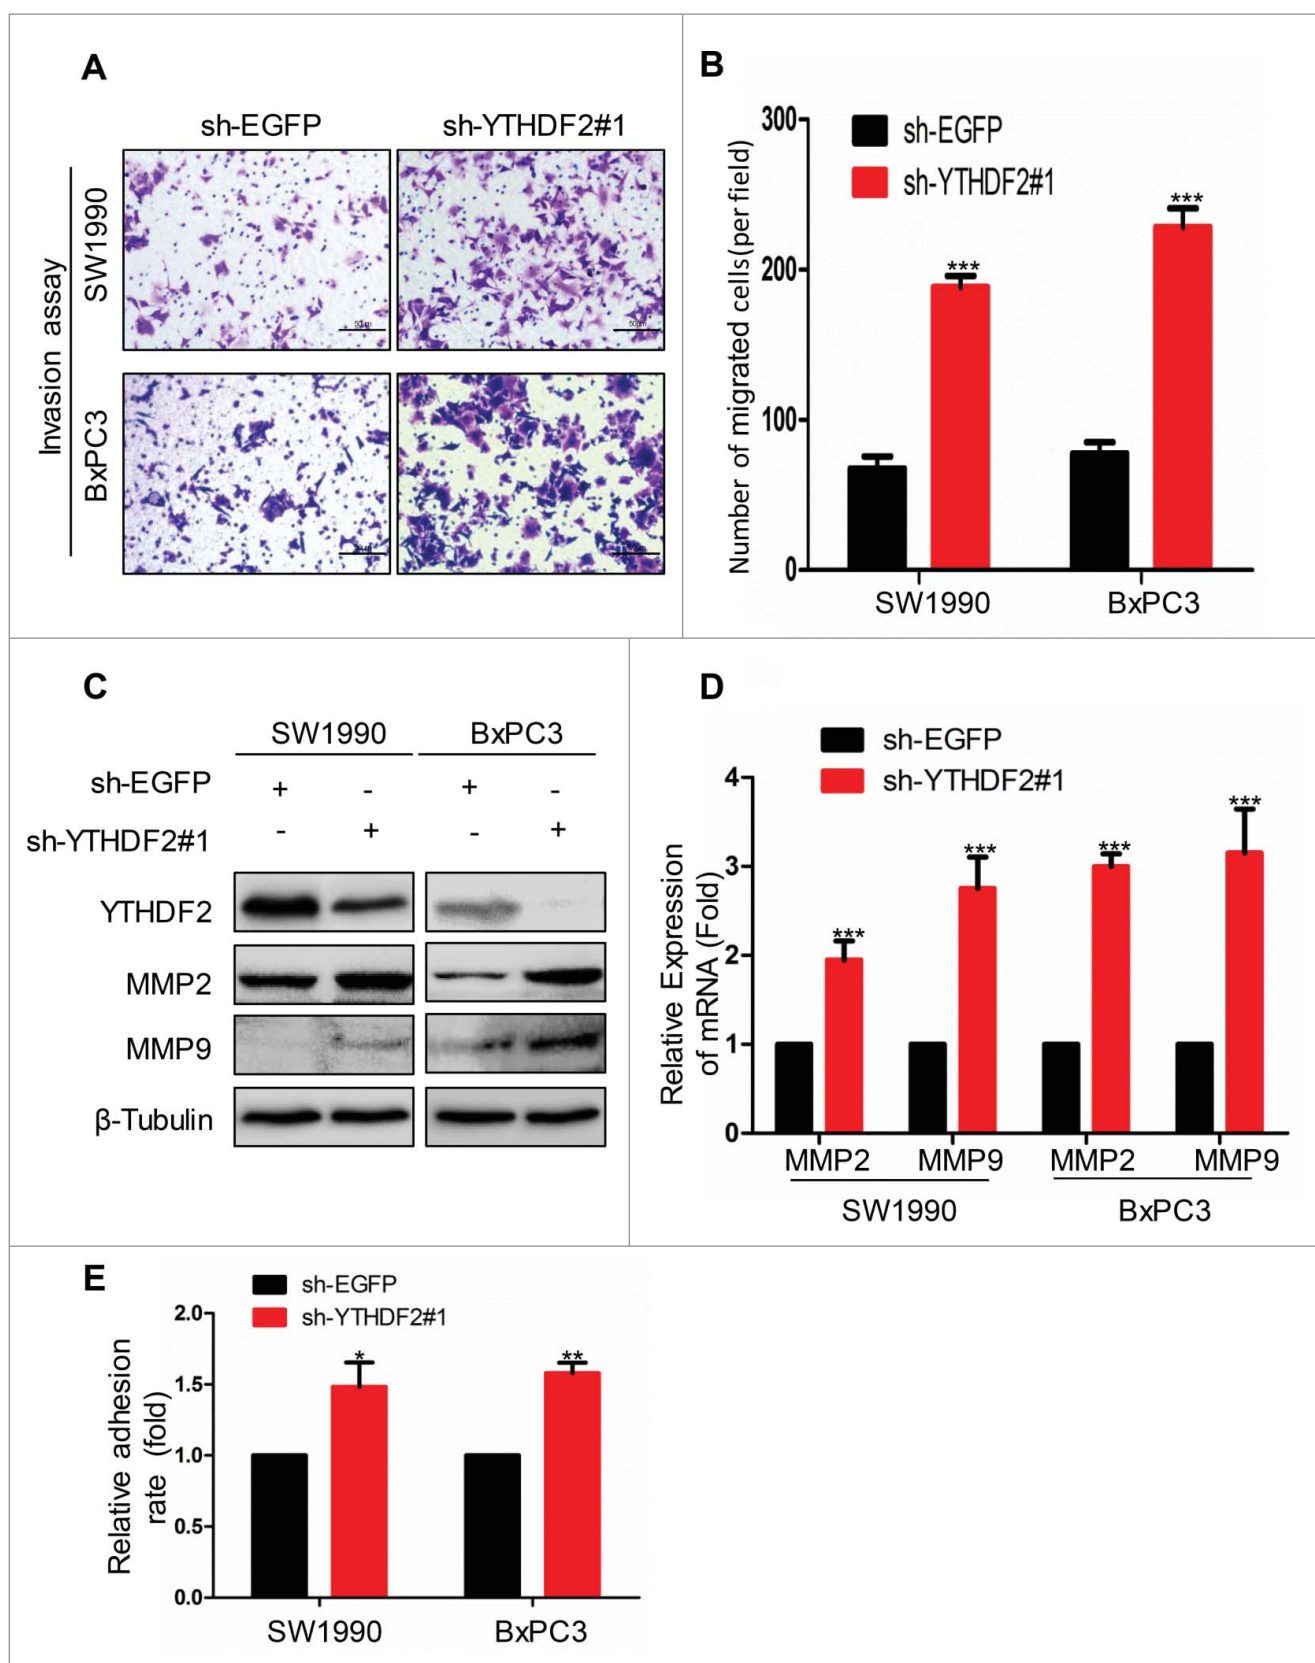 A
sh-EGFP sh-YTHDF2#1
Invasion assay
SW1990
50μm 50μm
BxPC3
B
Number of migrated cells(per field)
300
200
100
0
sh-EGFP
sh-YTHDF2#1
***
***
SW1990 BxPC3
C
SW1990 BxPC3
sh-EGFP + - + -
sh-YTHDF2#1 - + - +
YTHDF2
MMP2
MMP9
β-Tubulin
D
sh-EGFP
sh-YTHDF2#1
Relative Expression
of mRNA (Fold)
4
3
2
1
0
***
***
***
***
MMP2 MMP9 MMP2 MMP9
SW1990 BxPC3
E
sh-EGFP
sh-YTHDF2#1
Relative adhesion
rate (fold)
2.0
1.5
1.0
0.5
0.0
*
**
SW1990 BxPC3